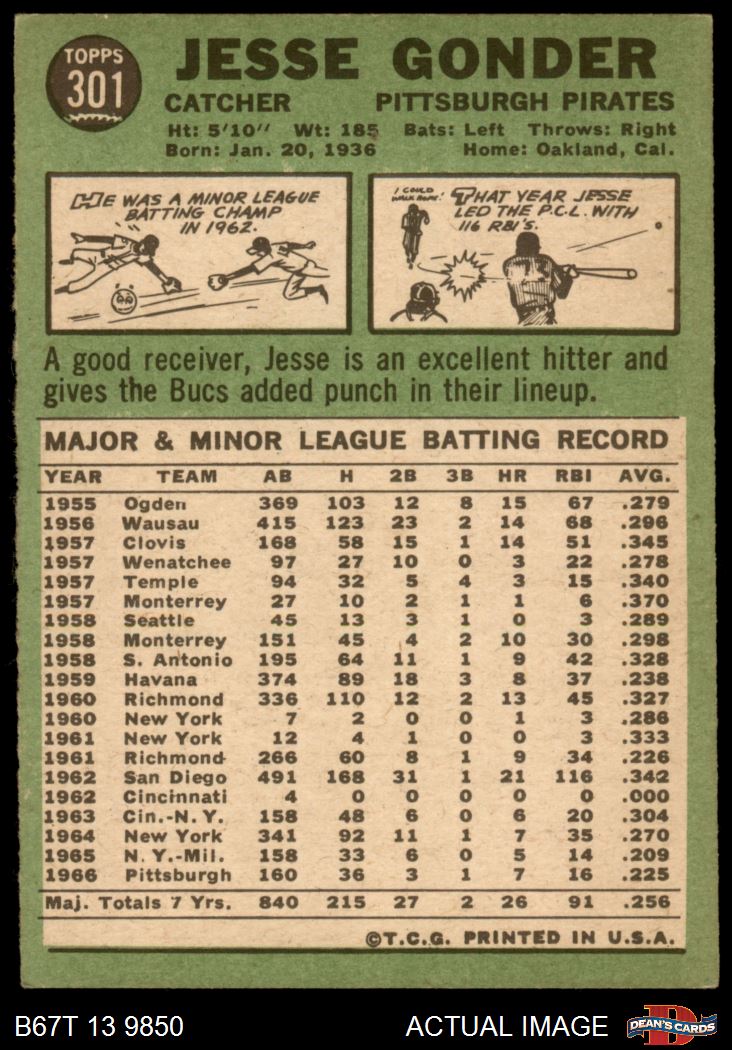 TOPPS
301
JESSE GONDER
CATCHER PITTSBURGH PIRATES
Ht: 5'10" Wt: 185 Bats: Left Throws: Right
Born: Jan. 20, 1936 Home: Oakland, Cal.
HE WAS A MINOR LEAGUE
BATTING CHAMP
IN 1962.
I COULD
WALK HOME!
THAT YEAR JESSE
LED THE P.C.L. WITH
116 RBI'S.
A good receiver, Jesse is an excellent hitter and
gives the Bucs added punch in their lineup.
MAJOR & MINOR LEAGUE BATTING RECORD
YEAR TEAM AB H 2B 3B HR RBI AVG.
1955 Ogden 369 103 12 8 15 67 .279
1956 Wausau 415 123 23 2 14 68 .296
1957 Clovis 168 58 15 1 14 51 .345
1957 Wenatchee 97 27 10 0 3 22 .278
1957 Temple 94 32 5 4 3 15 .340
1957 Monterrey 27 10 2 1 1 6 .370
1958 Seattle 45 13 3 1 0 3 .289
1958 Monterrey 151 45 4 2 10 30 .298
1958 S. Antonio 195 64 11 1 9 42 .328
1959 Havana 374 89 18 3 8 37 .238
1960 Richmond 336 110 12 2 13 45 .327
1960 New York 7 2 0 0 1 3 .286
1961 New York 12 4 1 0 0 3 .333
1961 Richmond 266 60 8 1 9 34 .226
1962 San Diego 491 168 31 1 21 116 .342
1962 Cincinnati 4 0 0 0 0 0 .000
1963 Cin.-N.Y. 158 48 6 0 6 20 .304
1964 New York 341 92 11 1 7 35 .270
1965 N.Y.-Mil. 158 33 6 0 5 14 .209
1966 Pittsburgh 160 36 3 1 7 16 .225
Maj. Totals 7 Yrs. 840 215 27 2 26 91 .256
©T.C.G. PRINTED IN U.S.A.
B67T 13 9850 ACTUAL IMAGE
D
DEAN'S CARDS